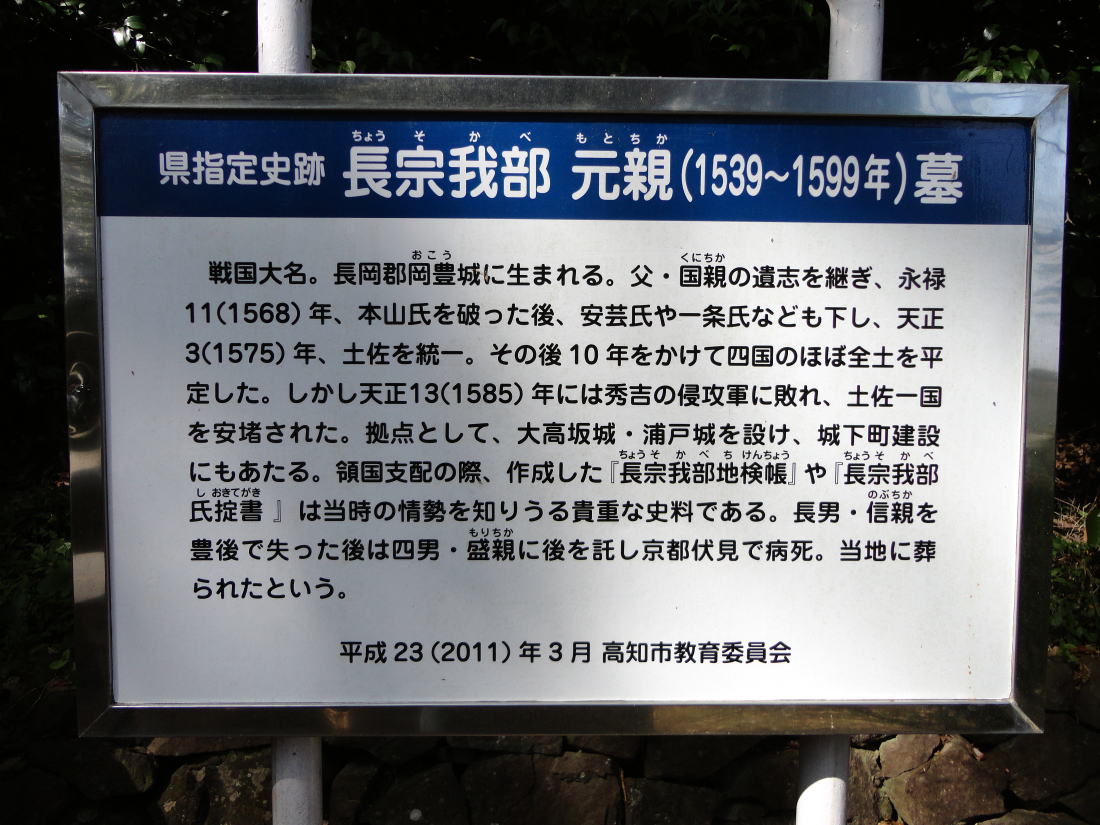 ちょう そ か べ もとちか
県指定史跡 長宗我部 元親(1539～1599年)墓
おこう くにちか
戦国大名。長岡郡岡豊城に生まれる。父・国親の遺志を継ぎ、永禄
11(1568)年、本山氏を破った後、安芸氏や一条氏なども下し、天正
3(1575)年、土佐を統一。その後10年をかけて四国のほぼ全土を平
定した。しかし天正13(1585)年には秀吉の侵攻軍に敗れ、土佐一国
を安堵された。拠点として、大高坂城・浦戸城を設け、城下町建設
ちょう そ か べ ち けんちょう ちょう そ か べ
にもあたる。領国支配の際、作成した『長宗我部地検帳』や『長宗我部
し おきてがき のぶちか
氏掟書 』は当時の情勢を知りうる貴重な史料である。長男・信親を
もりちか
豊後で失った後は四男・盛親に後を託し京都伏見で病死。当地に葬
られたという。
平成23(2011)年3月 高知市教育委員会